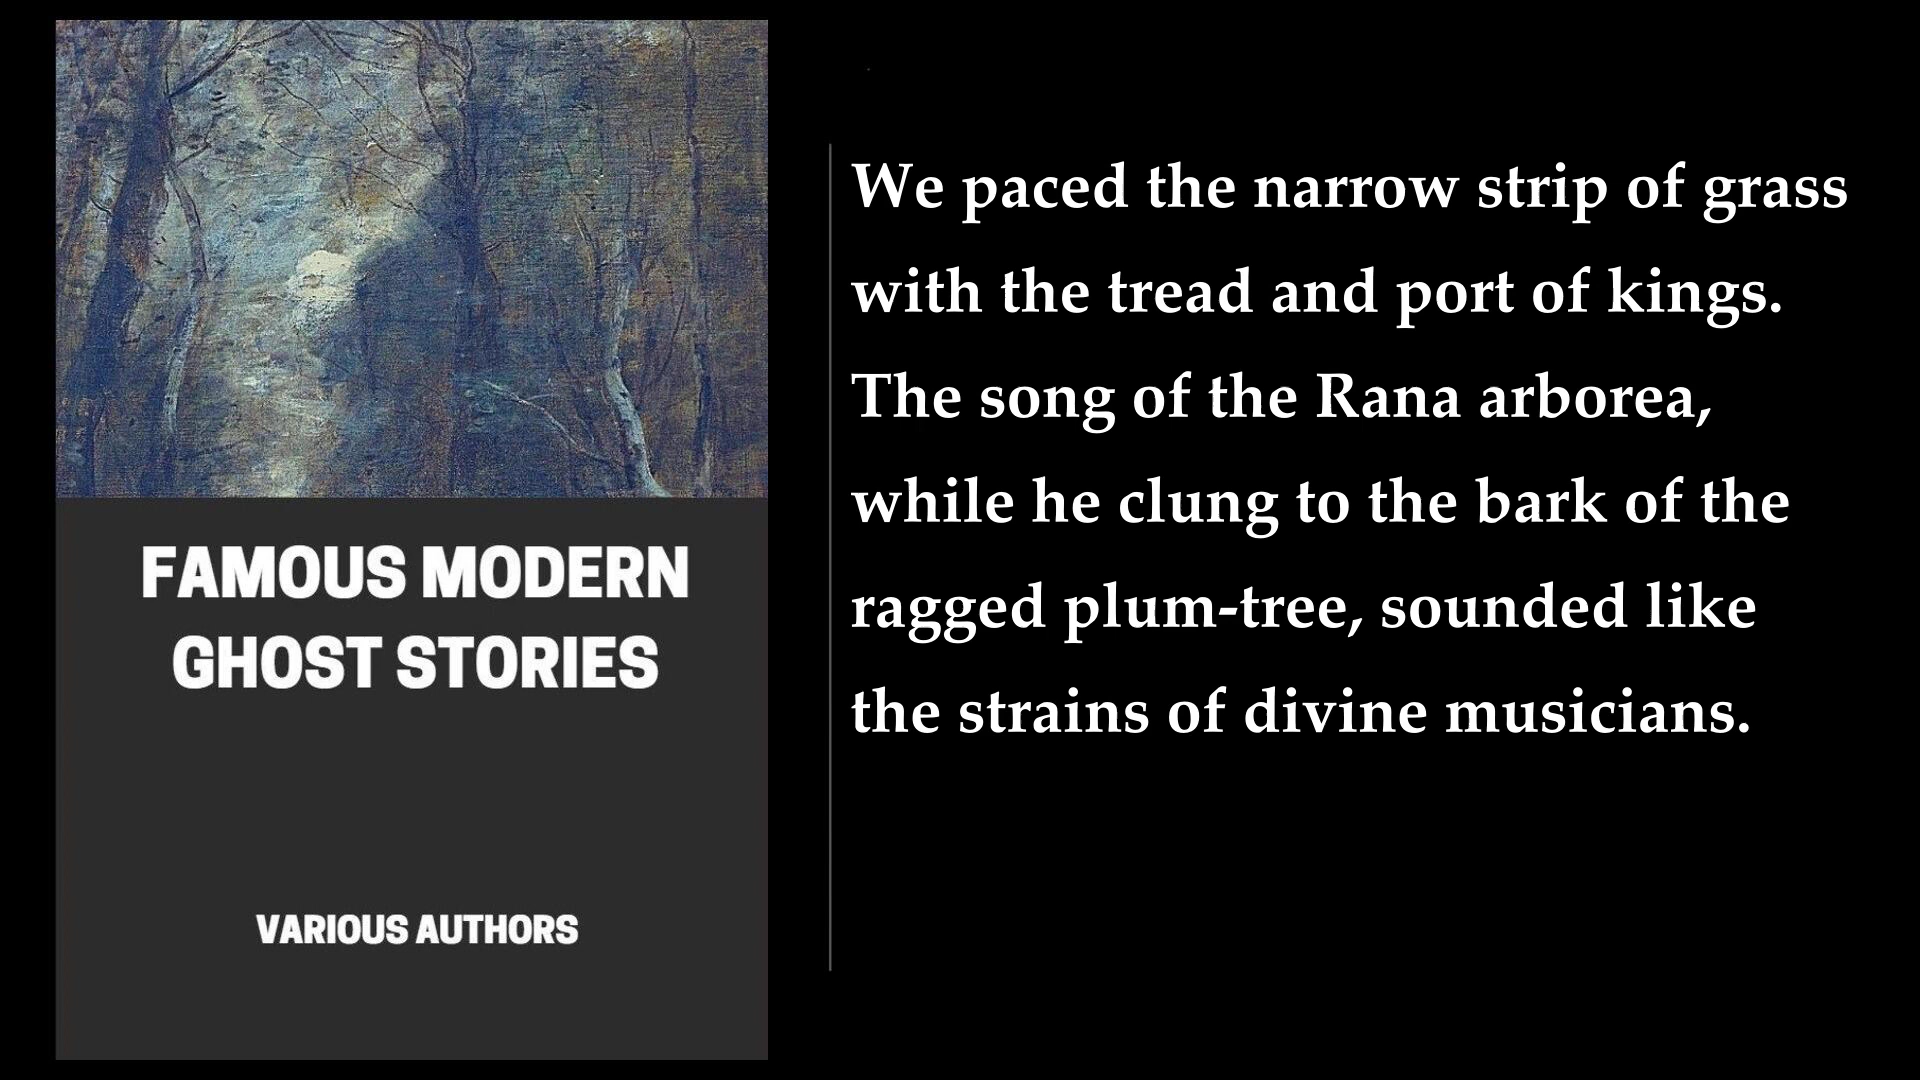 FAMOUS MODERN
GHOST STORIES
VARIOUS AUTHORS
We paced the narrow strip of grass
with the tread and port of kings.
The song of the Rana arborea,
while he clung to the bark of the
ragged plum-tree, sounded like
the strains of divine musicians.